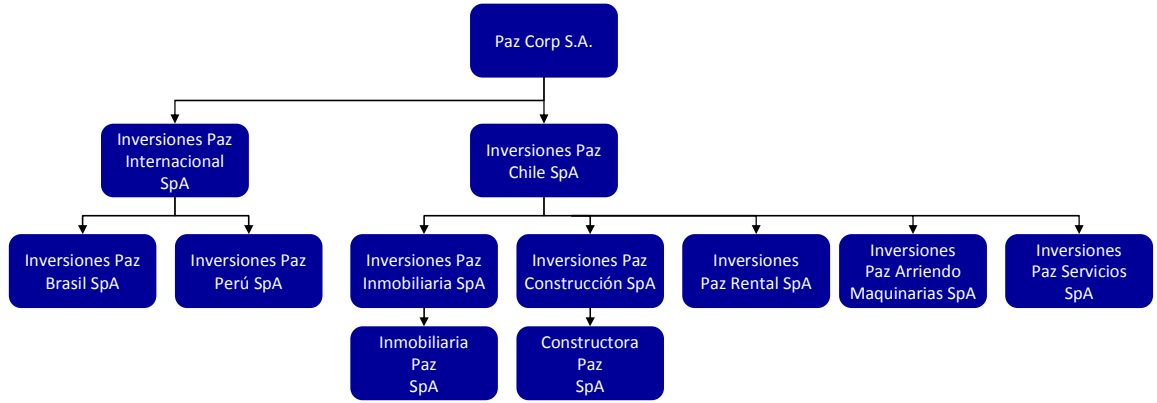 Paz Corp S.A.
Inversiones Paz
Internacional
SpA
Inversiones Paz
Chile SpA
Inversiones Paz
Brasil SpA
Inversiones Paz
Perú SpA
Inversiones Paz
Inmobiliaria SpA
Inversiones Paz
Construcción SpA
Inversiones
Paz Rental SpA
Inversiones
Paz Arriendo
Maquinarias SpA
Inversiones
Paz Servicios
SpA
Inmobiliaria
Paz
SpA
Constructora
Paz
SpA